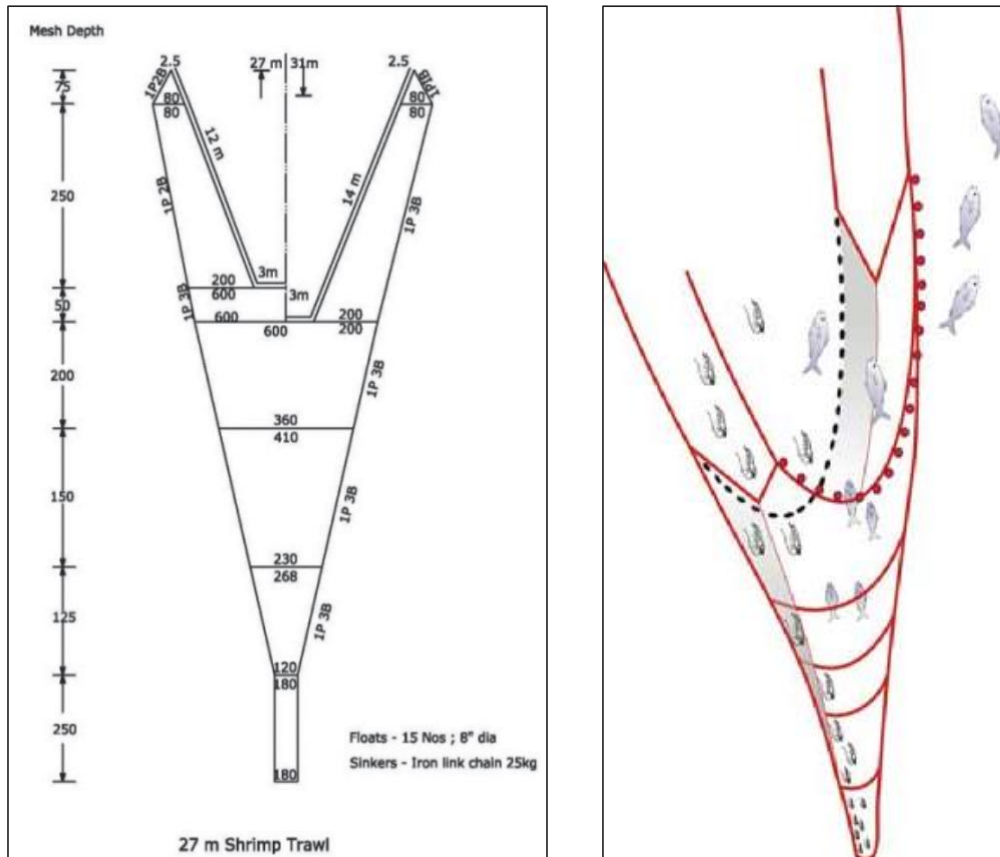 Mesh Depth
2.5
27 m
31m
2.5
75
1P2B
80
80
80
80
12 m
14 m
250
1P 2B
1P 3B
3m
200
600
3m
50
1P 3B
600
600
200
200
200
1P 3B
360
410
150
1P 3B
230
268
125
1P 3B
120
180
250
Floats - 15 Nos ; 8" dia
Sinkers - Iron link chain 25kg
180
27 m Shrimp Trawl